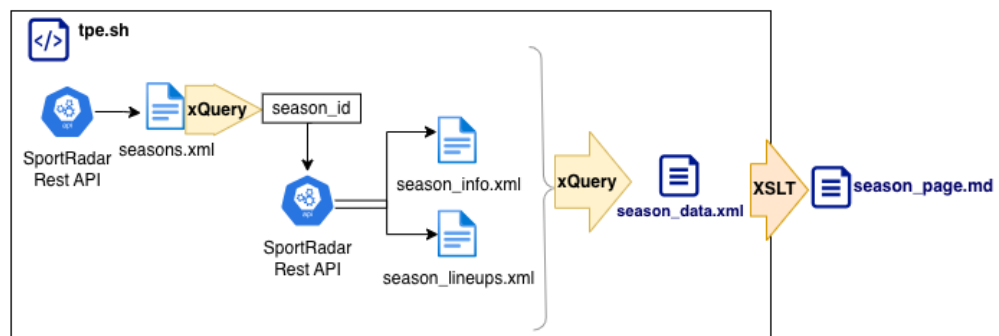 tpe.sh
SportRadar
Rest API
seasons.xml
xQuery
season_id
SportRadar
Rest API
season_info.xml
season_lineups.xml
xQuery
season_data.xml
XSLT
season_page.md